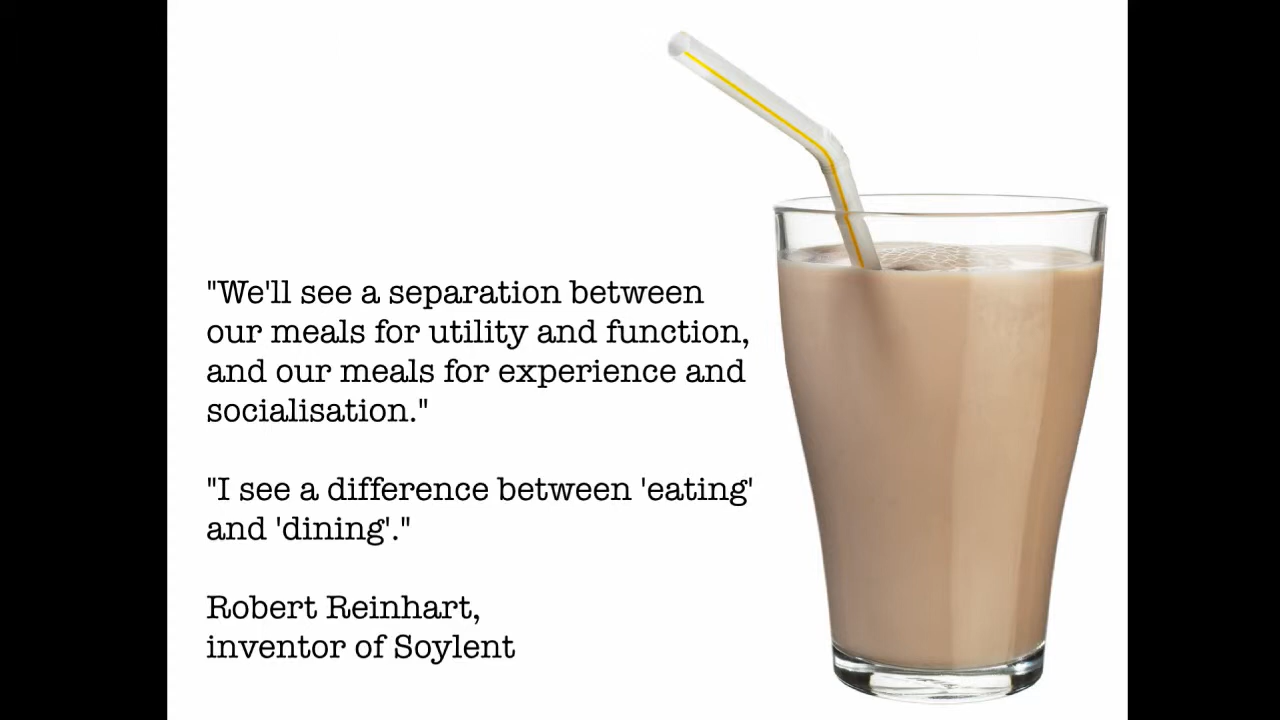 "We'll see a separation between
our meals for utility and function,
and our meals for experience and
socialisation."
"I see a difference between 'eating'
and 'dining'."
Robert Reinhart,
inventor of Soylent